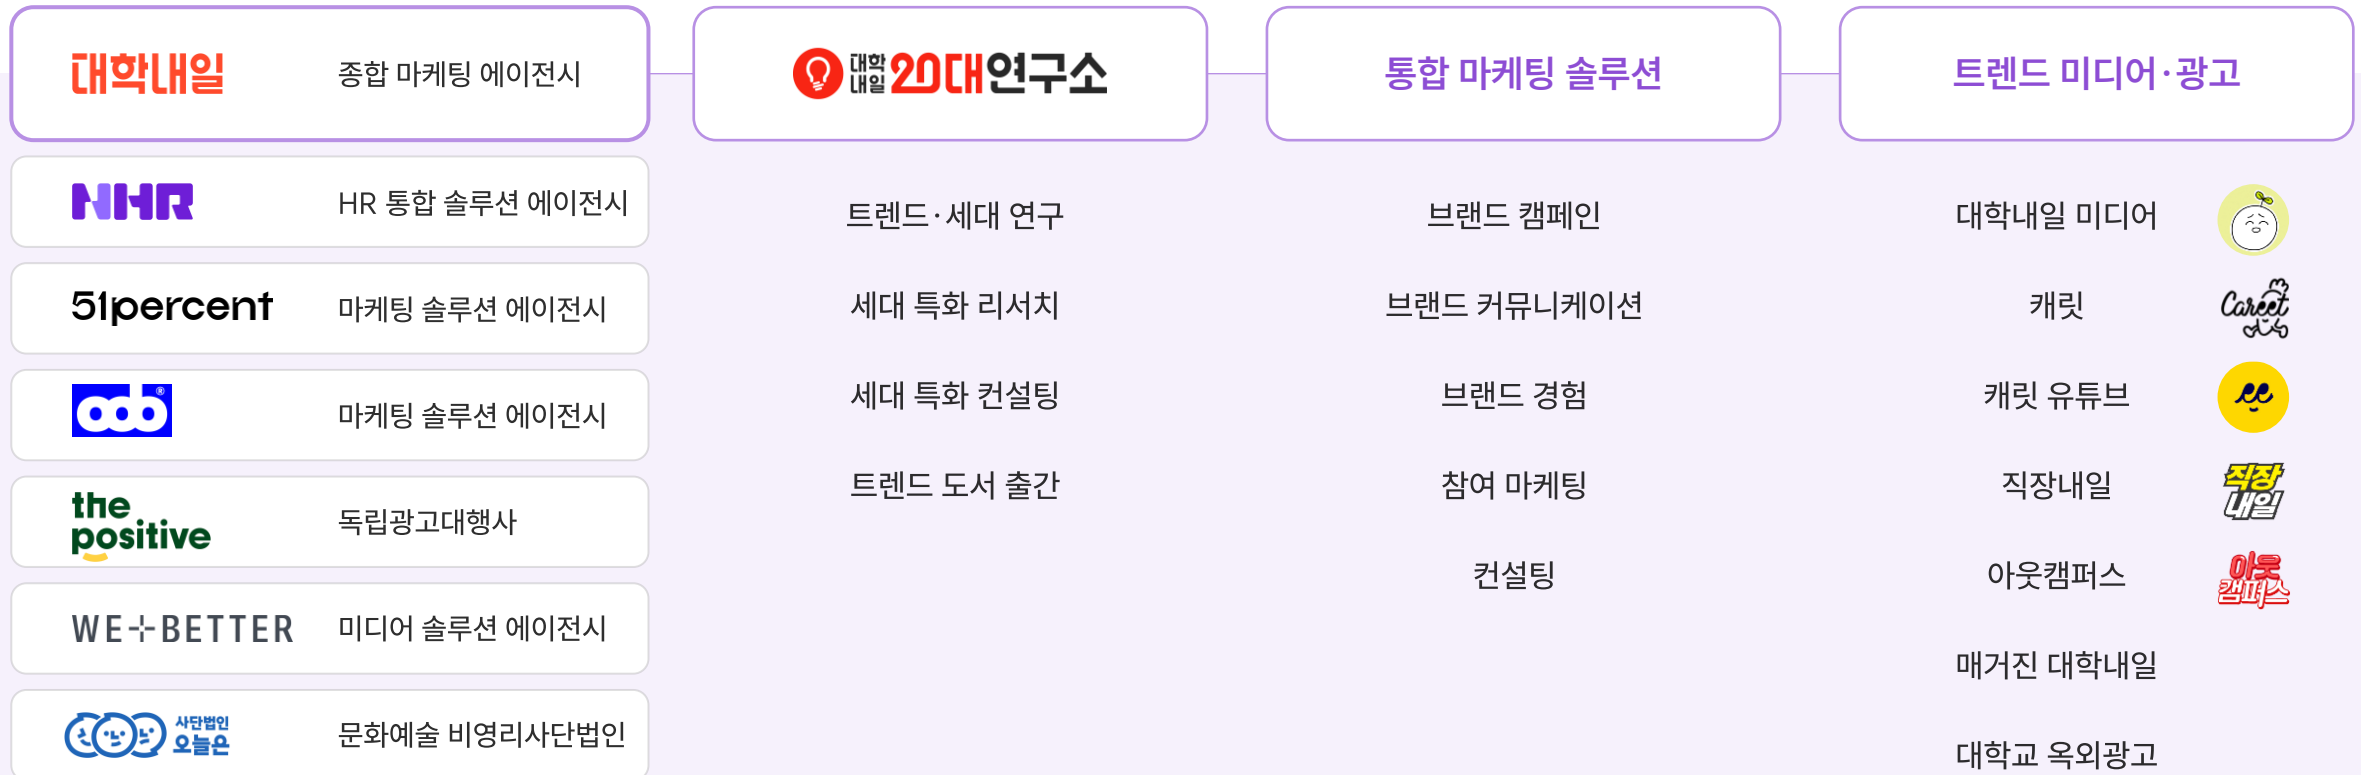 대학내일 종합 마케팅 에이전시
NHR HR 통합 솔루션 에이전시
51percent 마케팅 솔루션 에이전시
ODB® 마케팅 솔루션 에이전시
the
positive 독립광고대행사
WE+BETTER 미디어 솔루션 에이전시
사단법인
오늘은 문화예술 비영리사단법인
대학
내일 20대연구소
트렌드·세대 연구
세대 특화 리서치
세대 특화 컨설팅
트렌드 도서 출간
통합 마케팅 솔루션
브랜드 캠페인
브랜드 커뮤니케이션
브랜드 경험
참여 마케팅
컨설팅
트렌드 미디어·광고
대학내일 미디어
캐릿 Careet
캐릿 유튜브 ee
직장내일 직장
내일
아웃캠퍼스 아웃
캠퍼스
매거진 대학내일
대학교 옥외광고